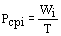 P_cpi = W_i / T